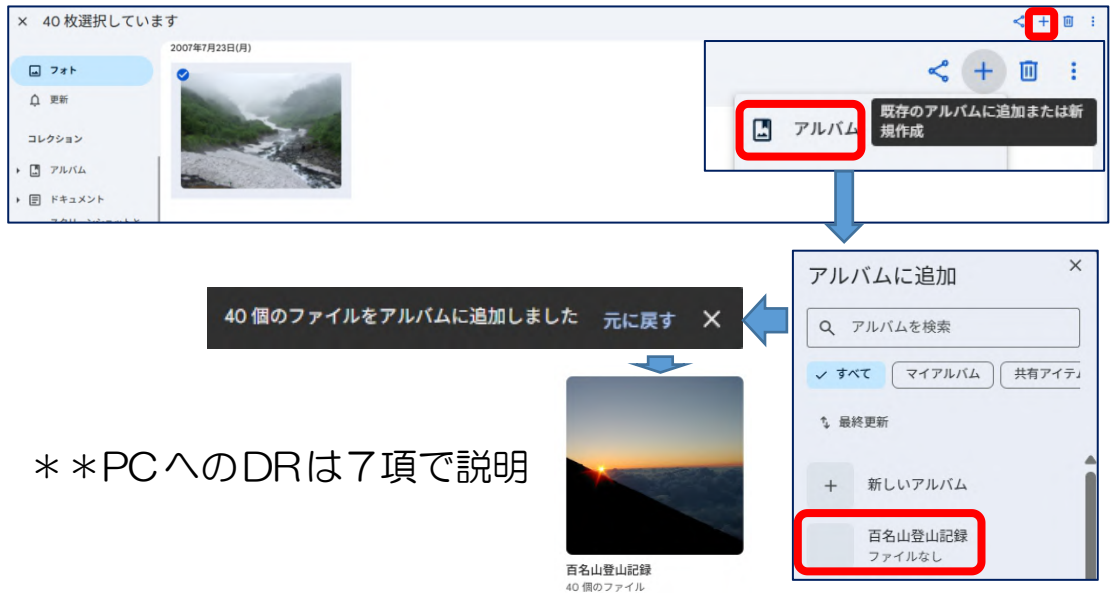 × 40 枚選択しています
2007年7月23日(月)
フォト
更新
コレクション
アルバム
ドキュメント
アルバム
既存のアルバムに追加または新
規作成
アルバムに追加
アルバムを検索
すべて
マイアルバム
共有アイテム
最終更新
+ 新しいアルバム
百名山登山記録
ファイルなし
40 個のファイルをアルバムに追加しました 元に戻す ×
百名山登山記録
40 個のファイル
＊＊PCへのDRは7項で説明